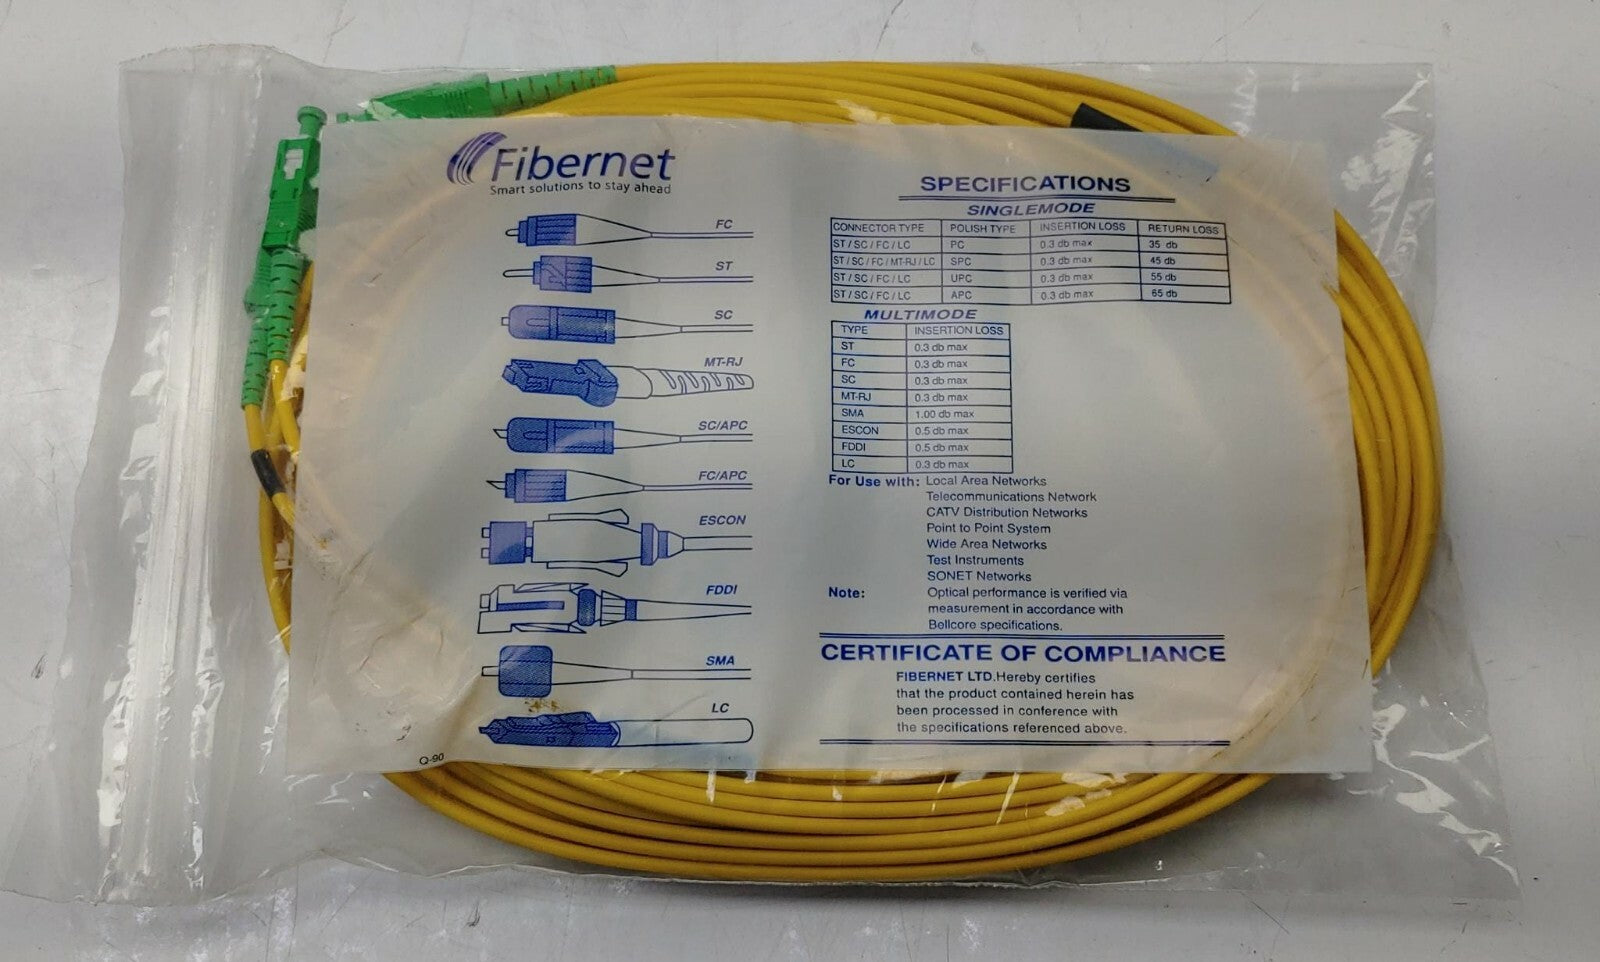 Fibernet
Smart solutions to stay ahead
FC
ST
SC
MT-RJ
SC/APC
FC/APC
ESCON
FDDI
SMA
LC
Q-90
SPECIFICATIONS
SINGLEMODE
CONNECTOR TYPE POLISH TYPE INSERTION LOSS RETURN LOSS
ST / SC / FC / LC PC 0.3 db max 35 db
ST / SC / FC / MT-RJ / LC SPC 0.3 db max 45 db
ST / SC / FC / LC UPC 0.3 db max 55 db
ST / SC / FC / LC APC 0.3 db max 65 db
MULTIMODE
TYPE INSERTION LOSS
ST 0.3 db max
FC 0.3 db max
SC 0.3 db max
MT-RJ 0.3 db max
SMA 1.00 db max
ESCON 0.5 db max
FDDI 0.5 db max
LC 0.3 db max
For Use with: Local Area Networks
Telecommunications Network
CATV Distribution Networks
Point to Point System
Wide Area Networks
Test Instruments
SONET Networks
Note: Optical performance is verified via
measurement in accordance with
Bellcore specifications.
CERTIFICATE OF COMPLIANCE
FIBERNET LTD.Hereby certifies
that the product contained herein has
been processed in conference with
the specifications referenced above.